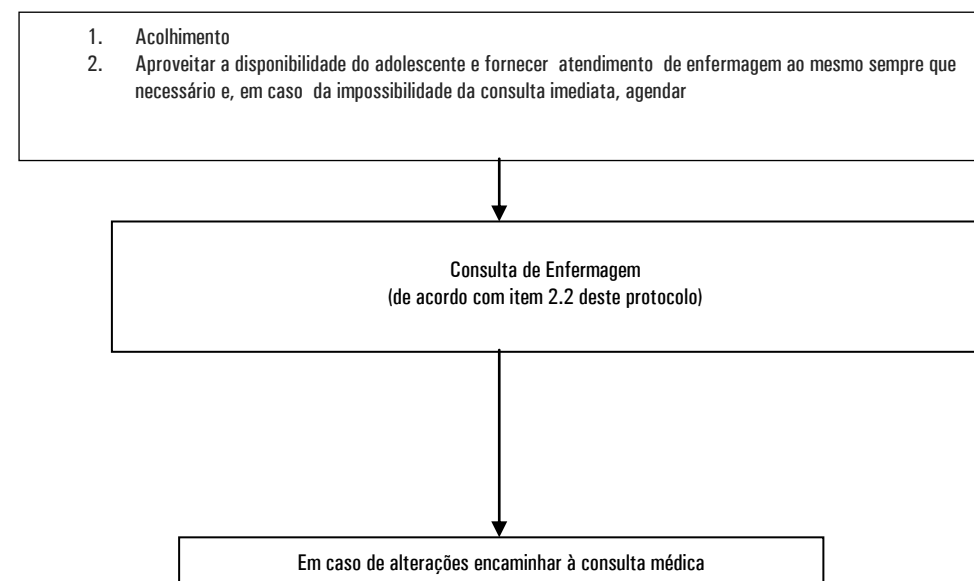 1. Acolhimento
2. Aproveitar a disponibilidade do adolescente e fornecer atendimento de enfermagem ao mesmo sempre que
necessário e, em caso da impossibilidade da consulta imediata, agendar
Consulta de Enfermagem
(de acordo com item 2.2 deste protocolo)
Em caso de alterações encaminhar à consulta médica